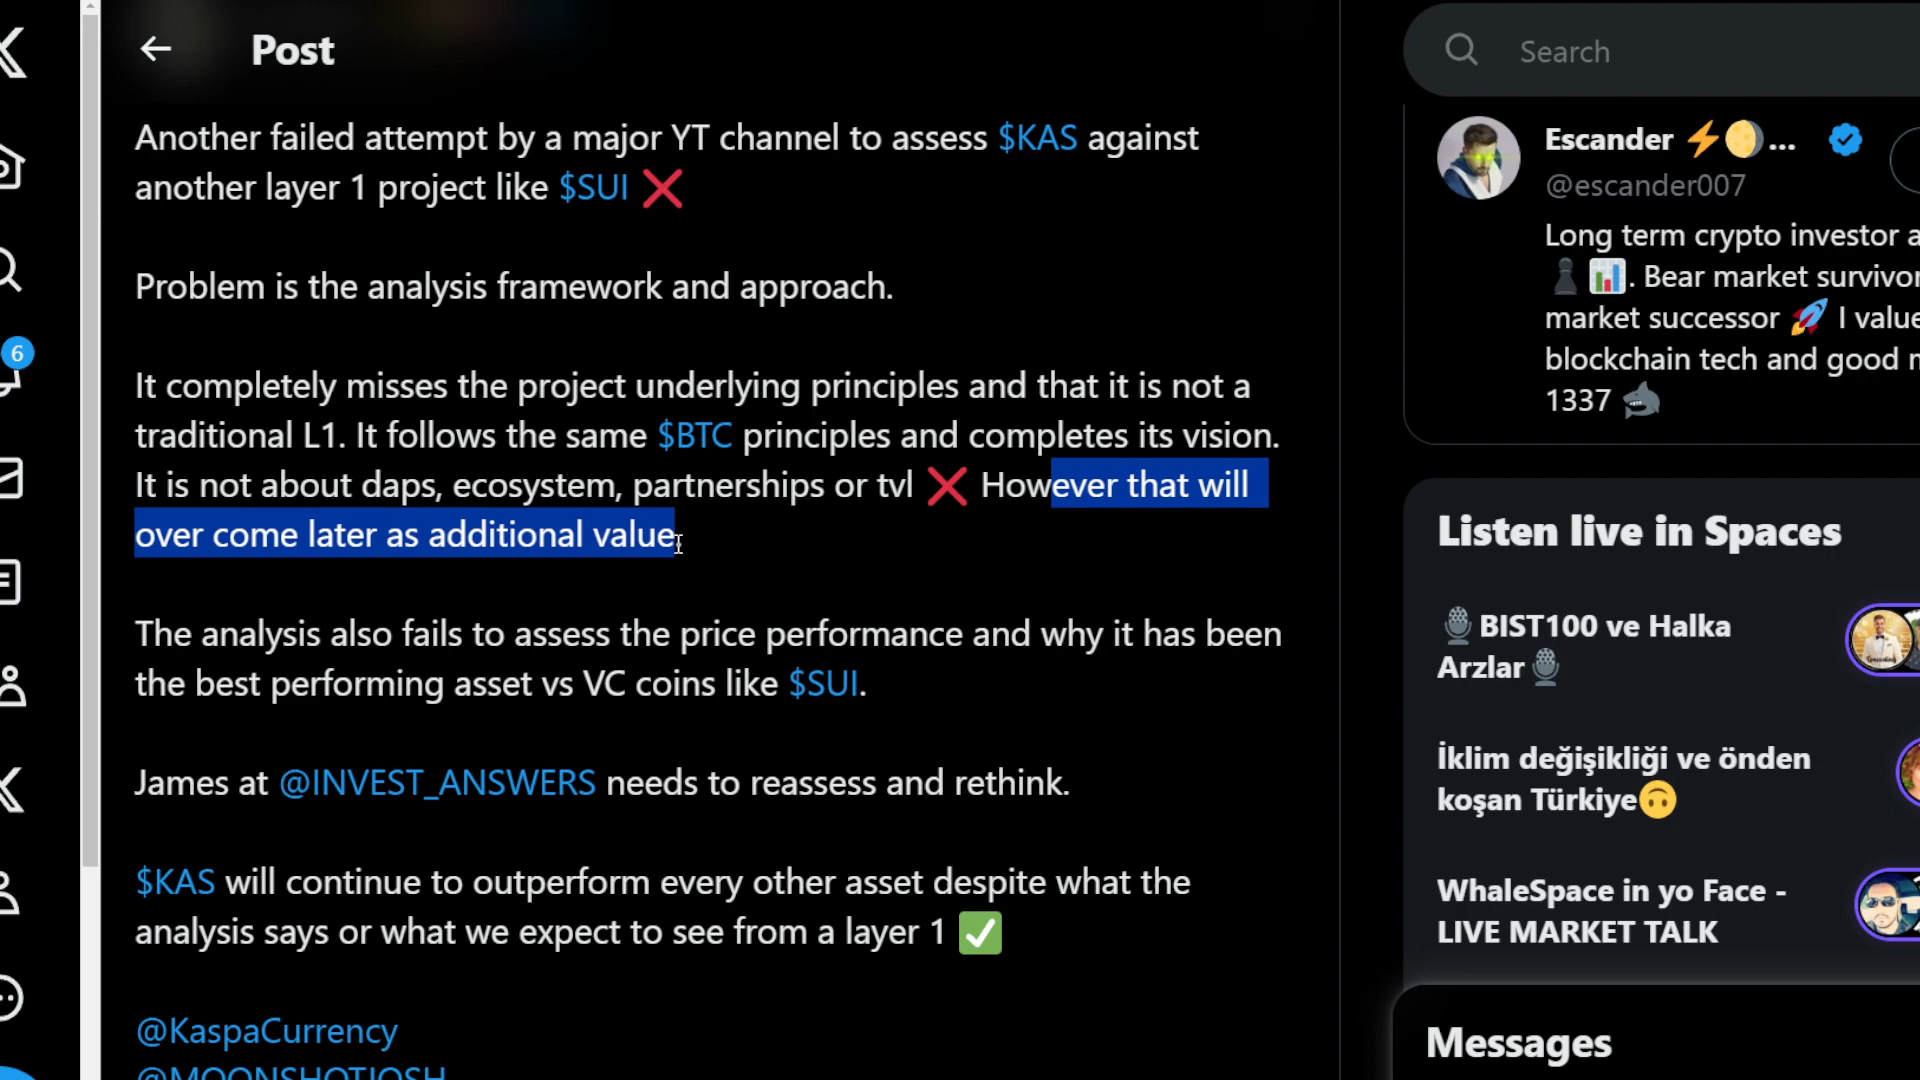 Post
Another failed attempt by a major YT channel to assess $KAS against
another layer 1 project like $SUI ❌
Problem is the analysis framework and approach.
It completely misses the project underlying principles and that it is not a
traditional L1. It follows the same $BTC principles and completes its vision.
It is not about daps, ecosystem, partnerships or tvl ❌ However that will
over come later as additional value.
The analysis also fails to assess the price performance and why it has been
the best performing asset vs VC coins like $SUI.
James at @INVEST_ANSWERS needs to reassess and rethink.
$KAS will continue to outperform every other asset despite what the
analysis says or what we expect to see from a layer 1 ✅
@KaspaCurrency
@MOONSHOTJOSH
6
Search
Escander ⚡🌔...
@escander007
Long term crypto investor a
♟️📊. Bear market survivor
market successor 🚀 I value
blockchain tech and good m
1337 🦈
Listen live in Spaces
🎙️BIST100 ve Halka
Arzlar🎙️
İklim değişikliği ve önden
koşan Türkiye🙃
WhaleSpace in yo Face -
LIVE MARKET TALK
Messages